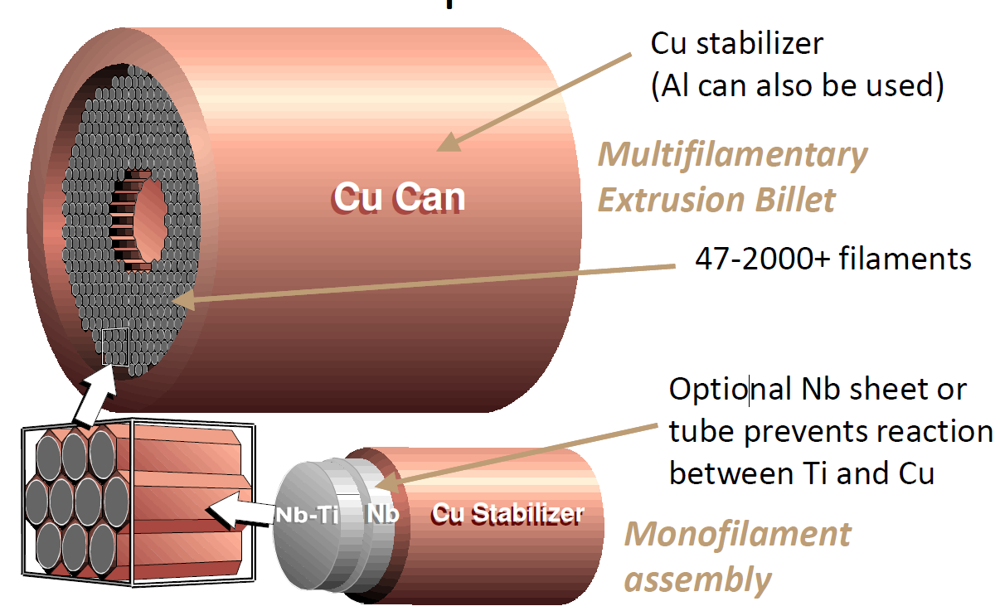 Cu stabilizer
(Al can also be used)
Multifilamentary
Extrusion Billet
Cu Can
47-2000+ filaments
Optional Nb sheet or
tube prevents reaction
between Ti and Cu
Nb-Ti
Nb
Cu Stabilizer
Monofilament
assembly